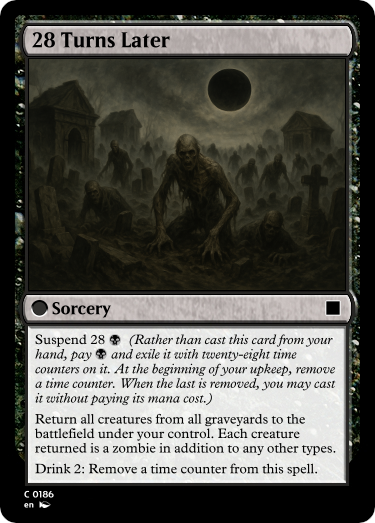 28 Turns Later
Sorcery
Suspend 28 (Rather than cast this card from your
hand, pay and exile it with twenty-eight time
counters on it. At the beginning of your upkeep, remove
a time counter. When the last is removed, you may cast
it without paying its mana cost.)
Return all creatures from all graveyards to the
battlefield under your control. Each creature
returned is a zombie in addition to any other types.
Drink 2: Remove a time counter from this spell.
C 0186
en